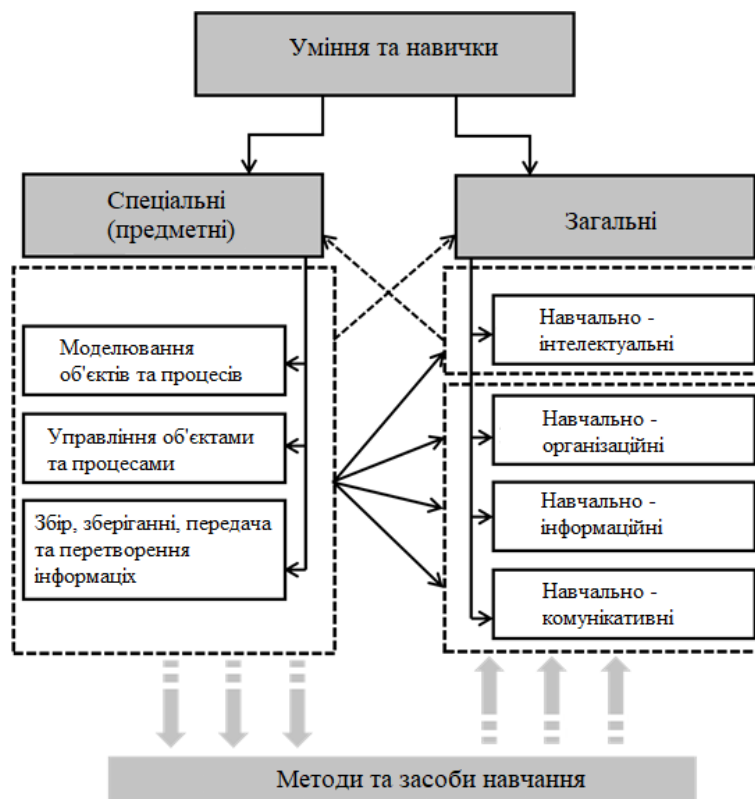 Уміння та навички
Спеціальні
(предметні)
Загальні
Моделювання
об'єктів та процесів
Управління об'єктами
та процесами
Збір, зберіганні, передача
та перетворення
інформаціх
Навчально -
інтелектуальні
Навчально -
організаційні
Навчально -
інформаційні
Навчально -
комунікативні
Методи та засоби навчання